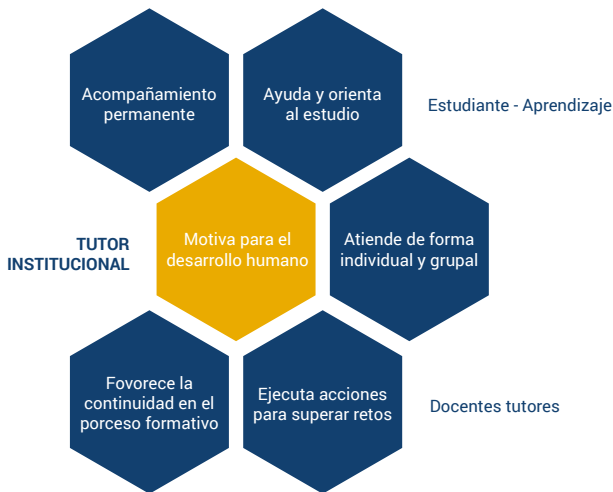 Acompañamiento
permanente
Ayuda y orienta
al estudio
Estudiante - Aprendizaje
TUTOR
INSTITUCIONAL
Motiva para el
desarrollo humano
Atiende de forma
individual y grupal
Fovorece la
continuidad en el
porceso formativo
Ejecuta acciones
para superar retos
Docentes tutores